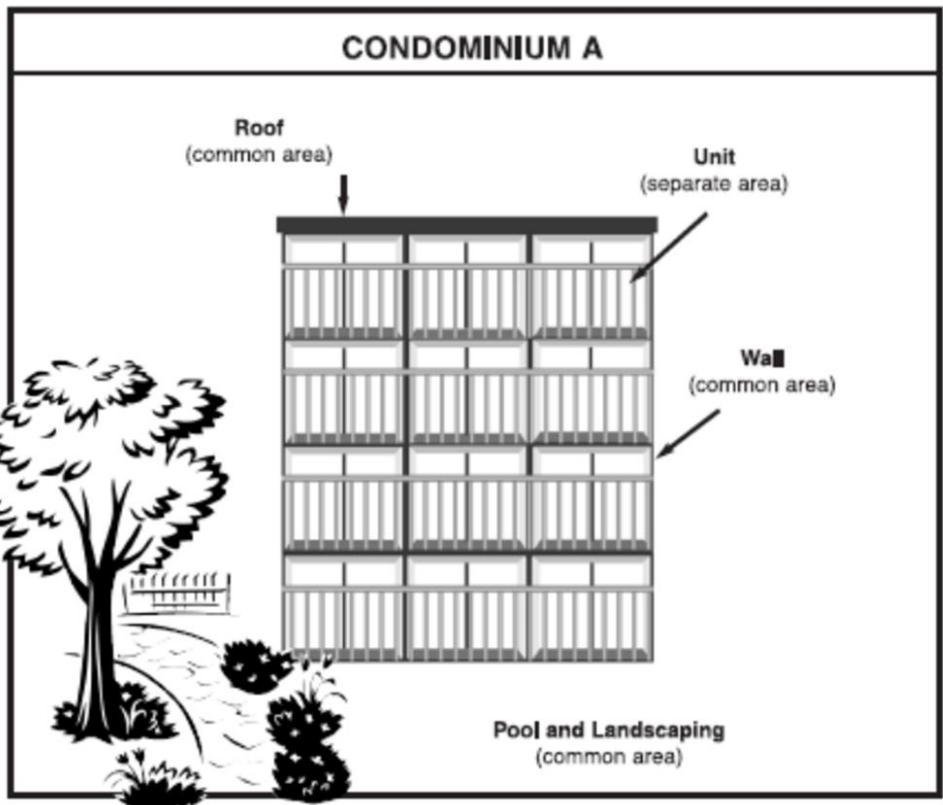 CONDOMINIUM A
Roof
(common area)
Unit
(separate area)
Wall
(common area)
Pool and Landscaping
(common area)